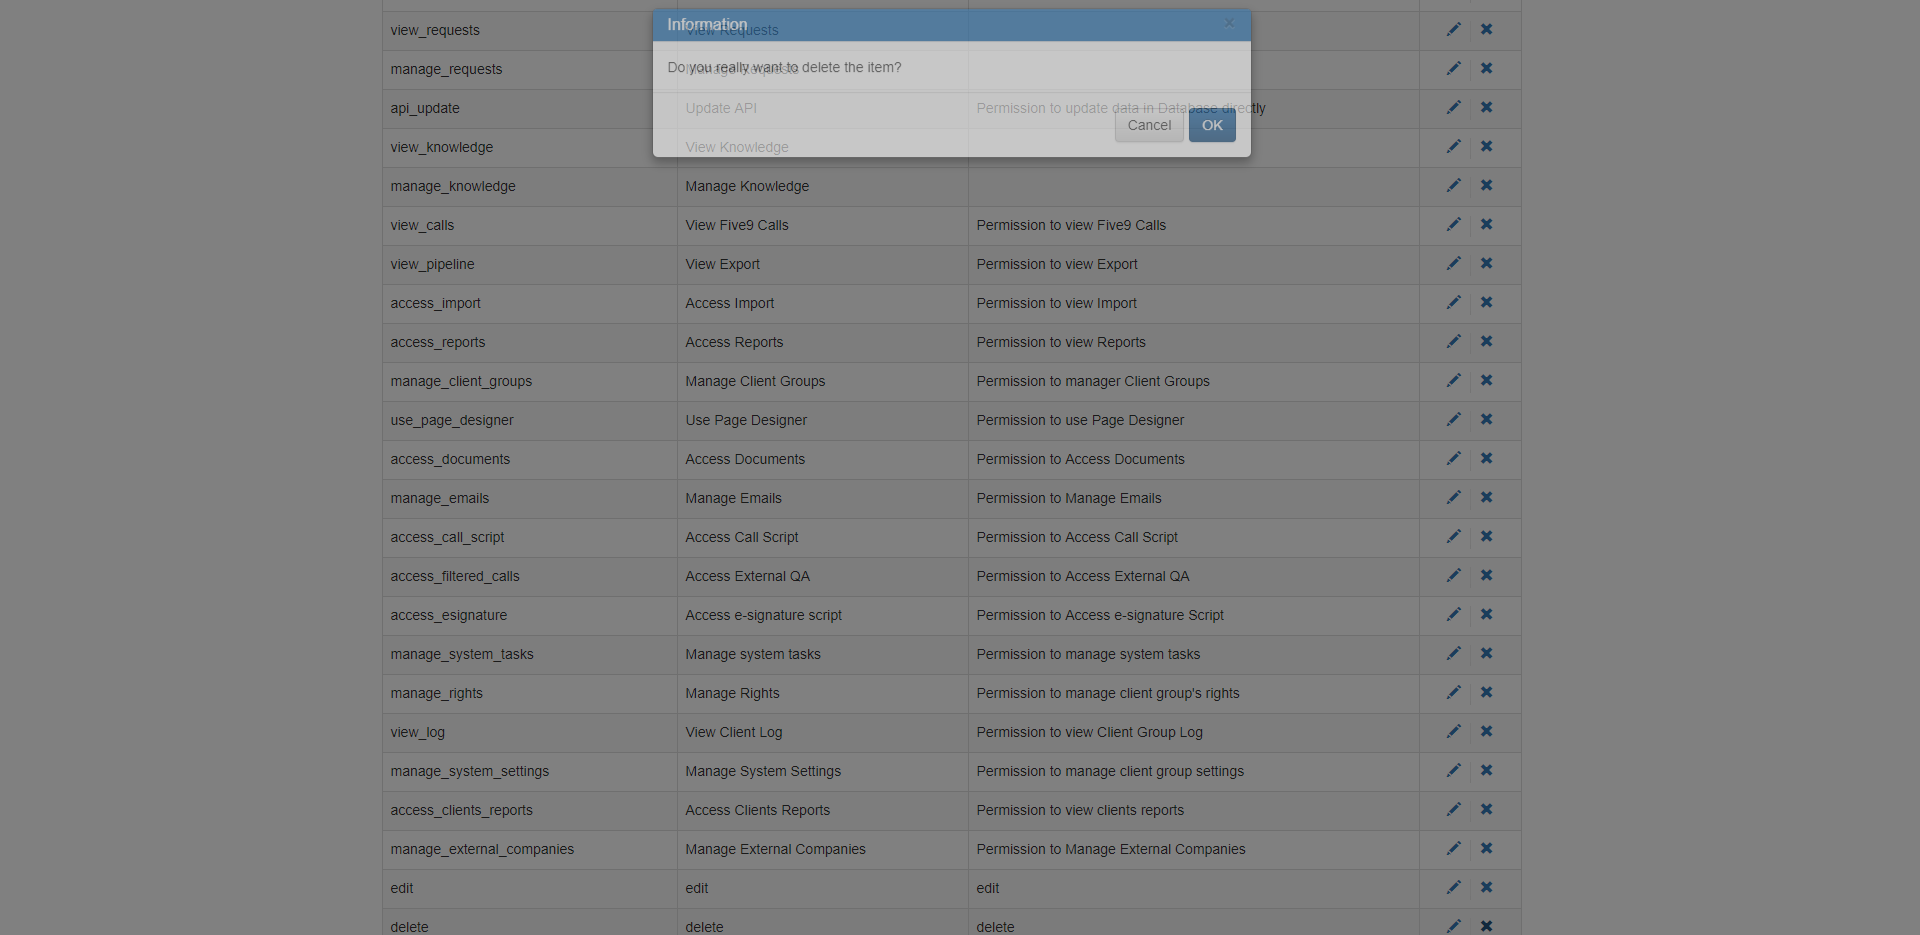 Information
×
Do you really want to delete the item?
Cancel OK
view_requests View Requests
manage_requests Manage Requests
api_update Update API Permission to update data in Database directly
view_knowledge View Knowledge
manage_knowledge Manage Knowledge
view_calls View Five9 Calls Permission to view Five9 Calls
view_pipeline View Export Permission to view Export
access_import Access Import Permission to view Import
access_reports Access Reports Permission to view Reports
manage_client_groups Manage Client Groups Permission to manager Client Groups
use_page_designer Use Page Designer Permission to use Page Designer
access_documents Access Documents Permission to Access Documents
manage_emails Manage Emails Permission to Manage Emails
access_call_script Access Call Script Permission to Access Call Script
access_filtered_calls Access External QA Permission to Access External QA
access_esignature Access e-signature script Permission to Access e-signature Script
manage_system_tasks Manage system tasks Permission to manage system tasks
manage_rights Manage Rights Permission to manage client group's rights
view_log View Client Log Permission to view Client Group Log
manage_system_settings Manage System Settings Permission to manage client group settings
access_clients_reports Access Clients Reports Permission to view clients reports
manage_external_companies Manage External Companies Permission to Manage External Companies
edit edit edit
delete delete delete